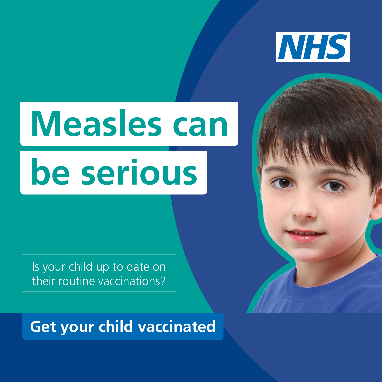 NHS
Measles can
be serious
Is your child up to date on
their routine vaccinations?
Get your child vaccinated